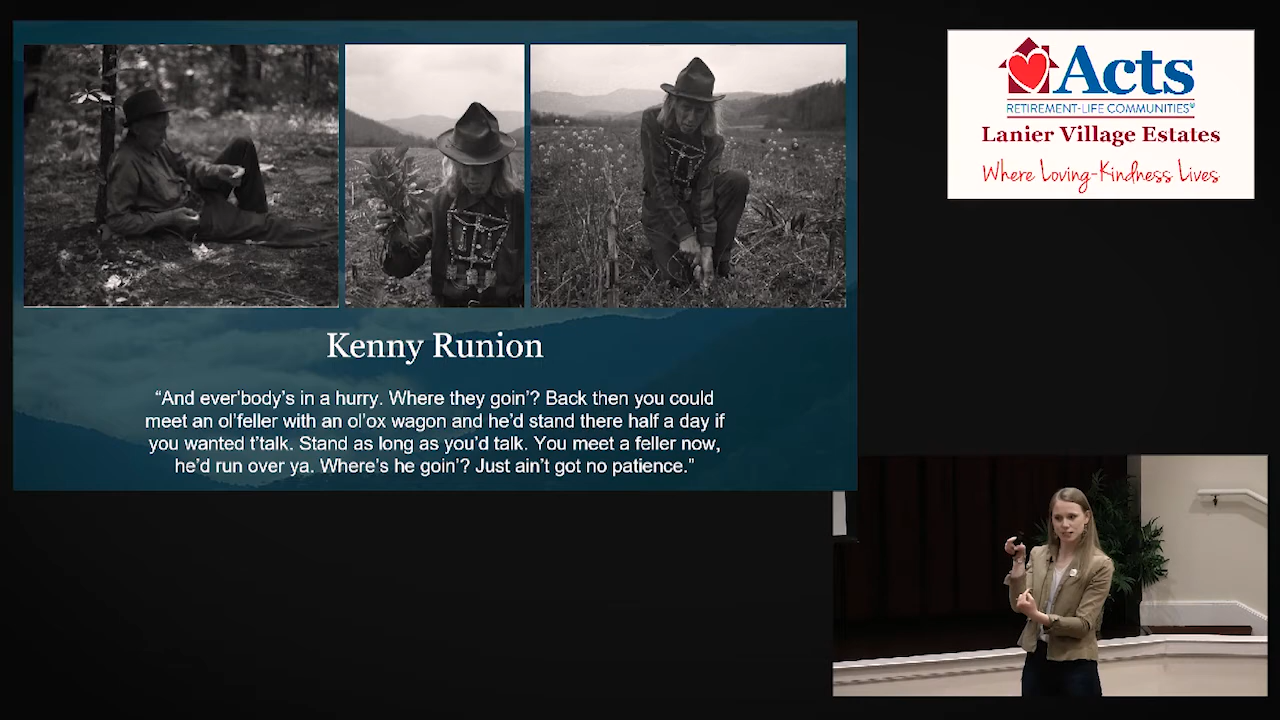 Kenny Runion
“And ever’body’s in a hurry. Where they goin’? Back then you could
meet an ol’feller with an ol’ox wagon and he’d stand there half a day if
you wanted t’talk. Stand as long as you’d talk. You meet a feller now,
he’d run over ya. Where’s he goin’? Just ain’t got no patience.”
Acts
RETIREMENT-LIFE COMMUNITIES®
Lanier Village Estates
Where Loving-Kindness Lives